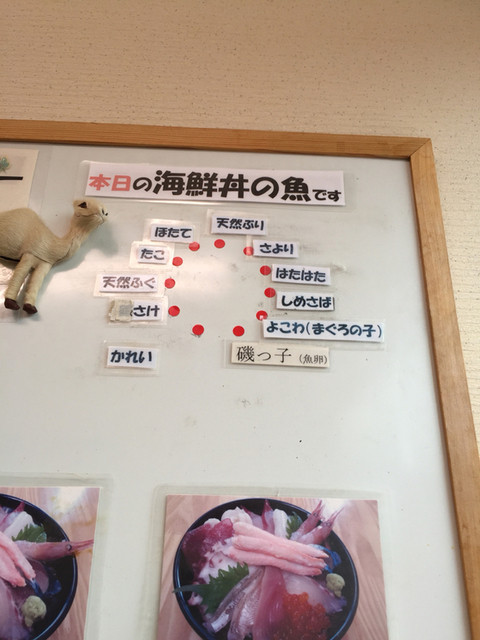 本日の海鮮丼の魚です
天然ぶり
ほたて
さより
たこ
はたはた
天然ふぐ
しめさば
さけ
よこわ(まぐろの子)
かれい
磯っ子(魚卵)